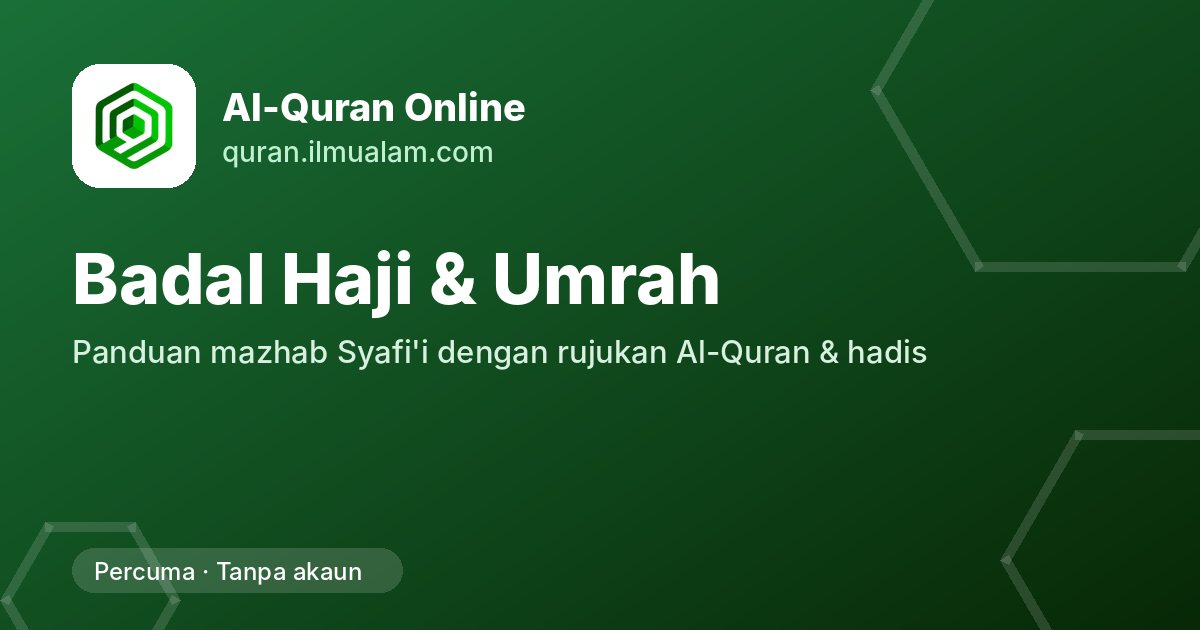 Al-Quran Online
quran.ilmualam.com
Badal Haji & Umrah
Panduan mazhab Syafi'i dengan rujukan Al-Quran & hadis
Percuma · Tanpa akaun